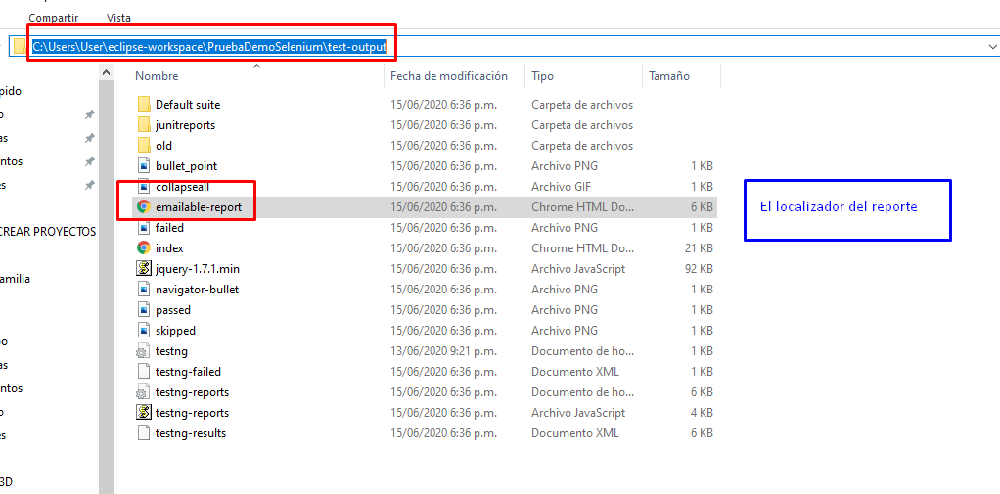 Compartir Vista
C:\Users\User\eclipse-workspace\PruebaDemoSelenium\test-output
Nombre Fecha de modificación Tipo Tamaño
Default suite 15/06/2020 6:36 p.m. Carpeta de archivos
pido
junitreports 15/06/2020 6:36 p.m. Carpeta de archivos
o
old 15/06/2020 6:36 p.m. Carpeta de archivos
as
bullet_point 15/06/2020 6:36 p.m. Archivo PNG 1 KB
entos
collapseall 15/06/2020 6:36 p.m. Archivo GIF 1 KB
es
emailable-report 15/06/2020 6:36 p.m. Chrome HTML Do... 6 KB
El localizador del reporte
failed 15/06/2020 6:36 p.m. Archivo PNG 1 KB
CREAR PROYECTOS
index 15/06/2020 6:36 p.m. Chrome HTML Do... 21 KB
jquery-1.7.1.min 15/06/2020 6:36 p.m. Archivo JavaScript 92 KB
amilia
navigator-bullet 15/06/2020 6:36 p.m. Archivo PNG 1 KB
passed 15/06/2020 6:36 p.m. Archivo PNG 1 KB
skipped 15/06/2020 6:36 p.m. Archivo PNG 1 KB
po
testng 13/06/2020 9:21 p.m. Documento de ho... 1 KB
as
testng-failed 15/06/2020 6:36 p.m. Documento XML 1 KB
entos
testng-reports 15/06/2020 6:36 p.m. Documento de ho... 6 KB
o
testng-reports 15/06/2020 6:36 p.m. Archivo JavaScript 4 KB
es
testng-results 15/06/2020 6:36 p.m. Documento XML 6 KB
3D